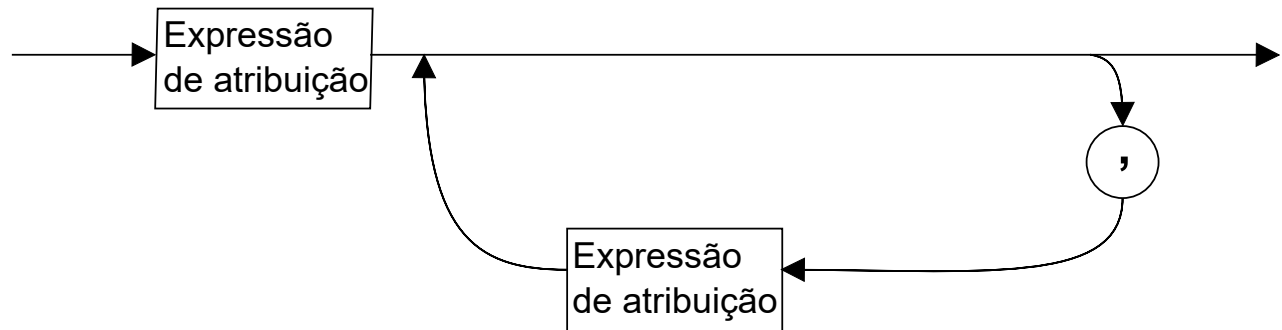 Expressão
de atribuição
,
Expressão
de atribuição